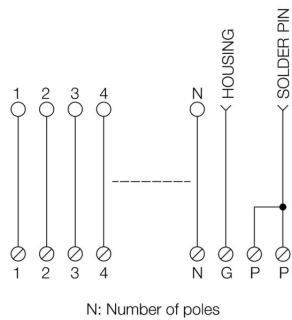 HOUSING
SOLDER PIN
1 2 3 4 N
1 2 3 4 N G P P
N: Number of poles